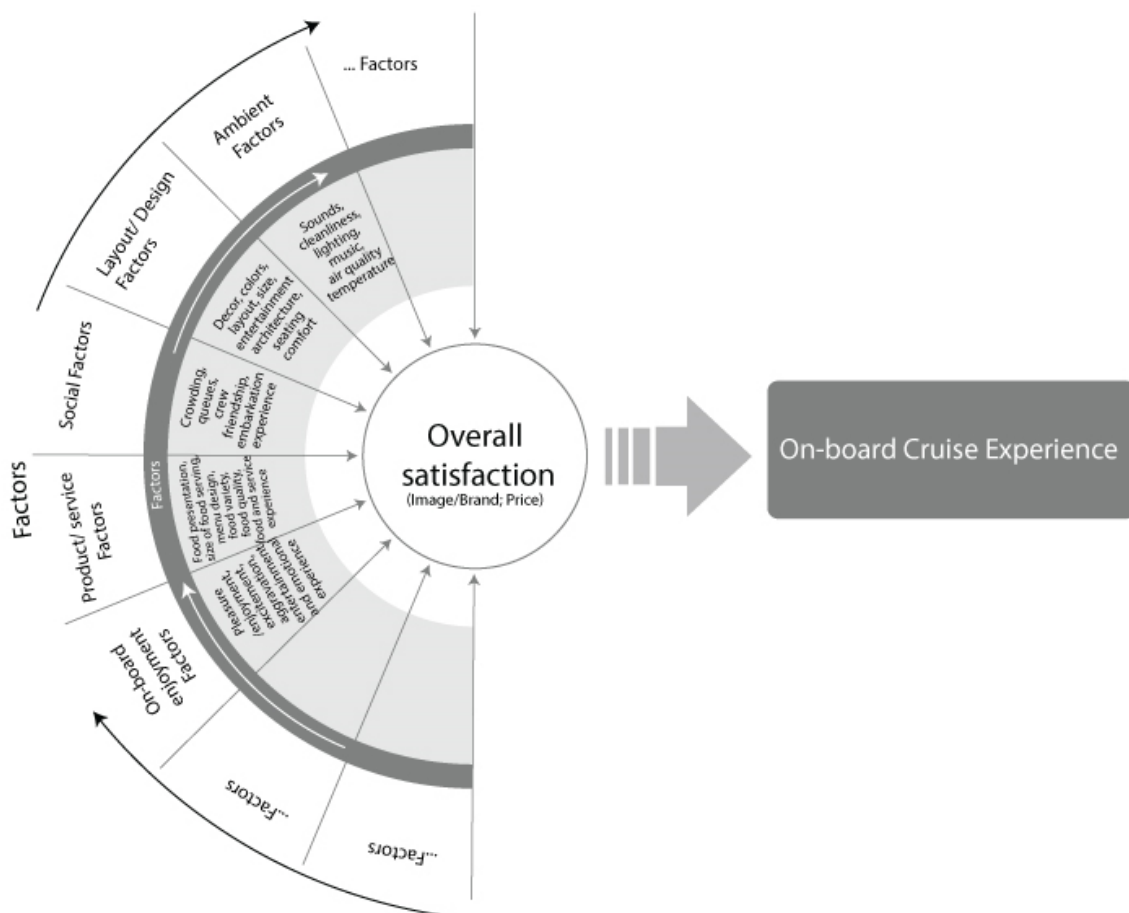 ... Factors
Ambient
Factors
Layout/ Design
Factors
Social Factors
Factors
Product/ service
Factors
On-board
enjoyment
Factors
...Factors
...Factors
Factors
Sounds,
cleanliness,
lighting,
music,
air quality
temperature
Decor, colors,
layout, size,
entertainment
architecture,
seating
comfort
Crowding,
queues,
crew
friendship,
embarkation
experience
Food presentation,
size of food serving,
menu design,
food variety,
food quality,
food and service
experience
Pleasure
/enjoyment,
excitement,
aggravation,
entertainment
and emotional
experience
Overall
satisfaction
(Image/Brand; Price)
On-board Cruise Experience